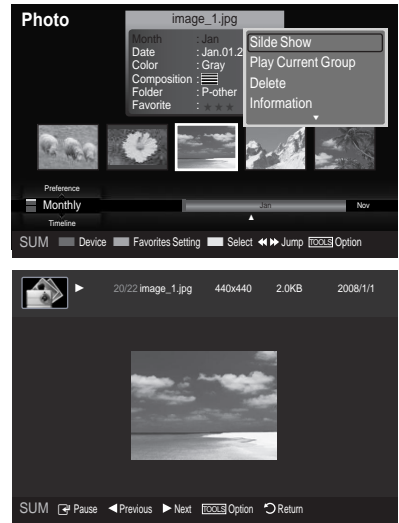 Photo
image_1.jpg
Month : Jan
Date : Jan.01.2
Color : Gray
Composition :
Folder : P-other
Favorite : ★ ★ ★
Silde Show
Play Current Group
Delete
Information
Preference
Monthly
Timeline
Jan
Nov
SUM Device Favorites Setting Select Jump TOOLS Option
20/22 image_1.jpg 440x440 2.0KB 2008/1/1
SUM Pause Previous Next TOOLS Option Return